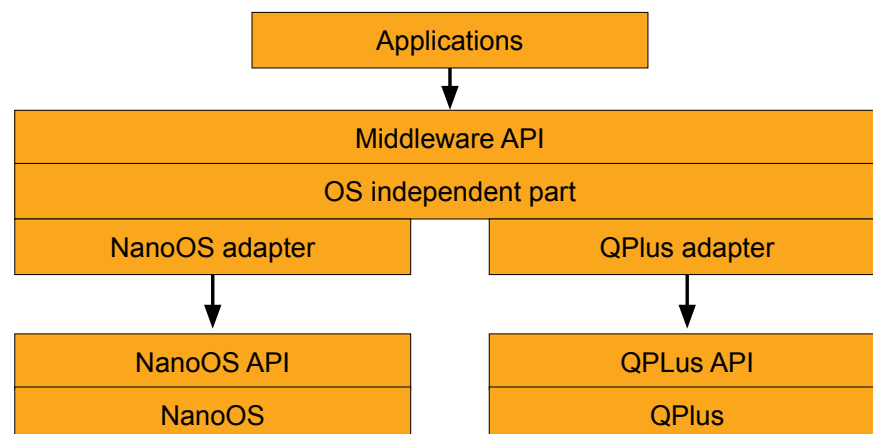 Applications
Middleware API
OS independent part
NanoOS adapter
QPlus adapter
NanoOS API
QPLus API
NanoOS
QPlus